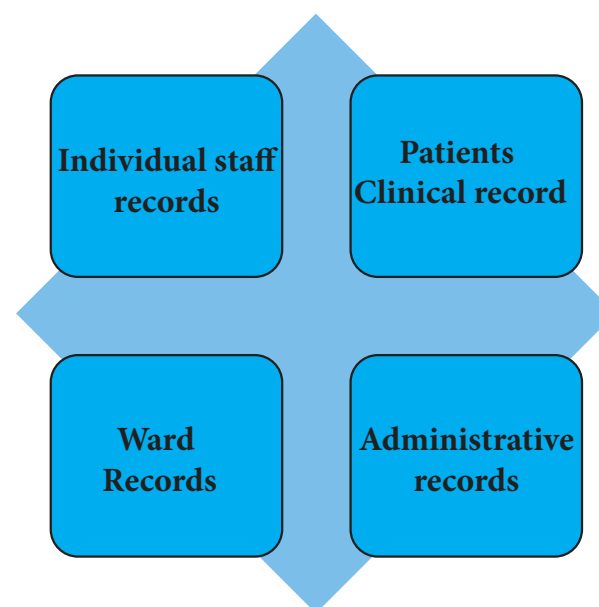 Individual staff
records
Patients
Clinical record
Ward
Records
Administrative
records